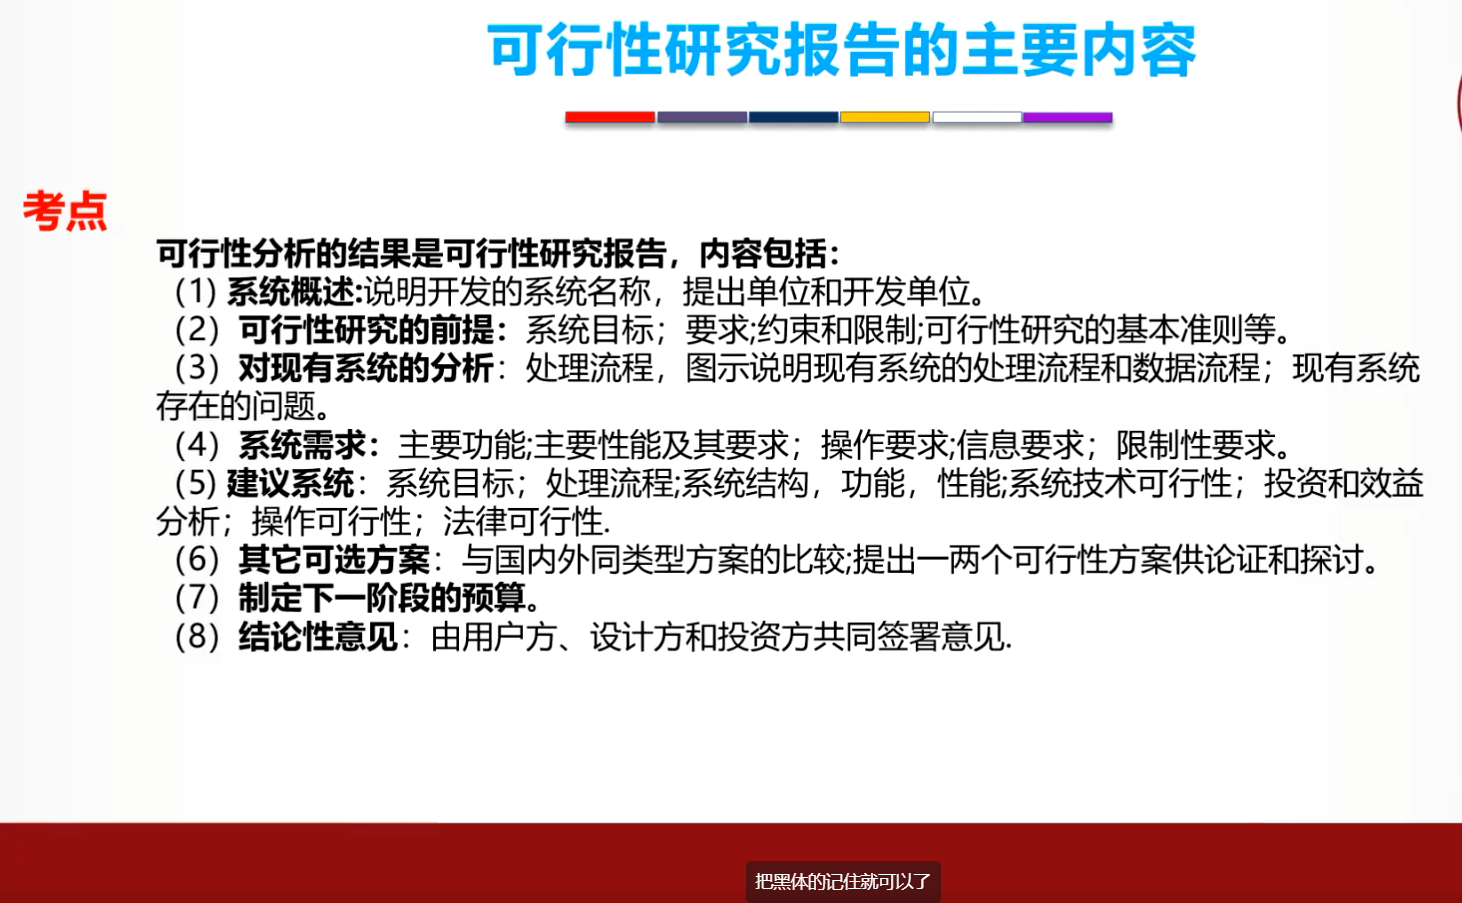 可行性研究报告的主要内容
考点
可行性分析的结果是可行性研究报告，内容包括：
（1) 系统概述:说明开发的系统名称，提出单位和开发单位。
（2）可行性研究的前提：系统目标；要求;约束和限制;可行性研究的基本准则等。
（3）对现有系统的分析：处理流程，图示说明现有系统的处理流程和数据流程；现有系统
存在的问题。
（4）系统需求：主要功能;主要性能及其要求；操作要求;信息要求；限制性要求。
（5) 建议系统：系统目标；处理流程;系统结构，功能，性能;系统技术可行性；投资和效益
分析；操作可行性；法律可行性.
（6）其它可选方案：与国内外同类型方案的比较;提出一两个可行性方案供论证和探讨。
（7）制定下一阶段的预算。
（8）结论性意见：由用户方、设计方和投资方共同签署意见.
把黑体的记住就可以了